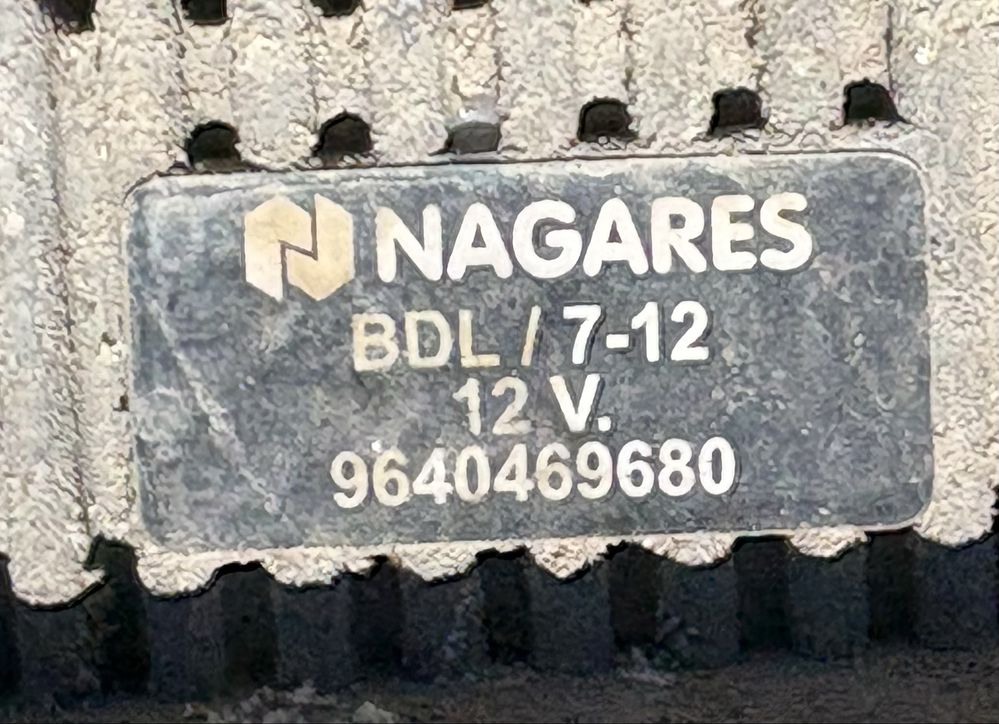 NAGARES
BDL / 7-12
12 V.
9640469680